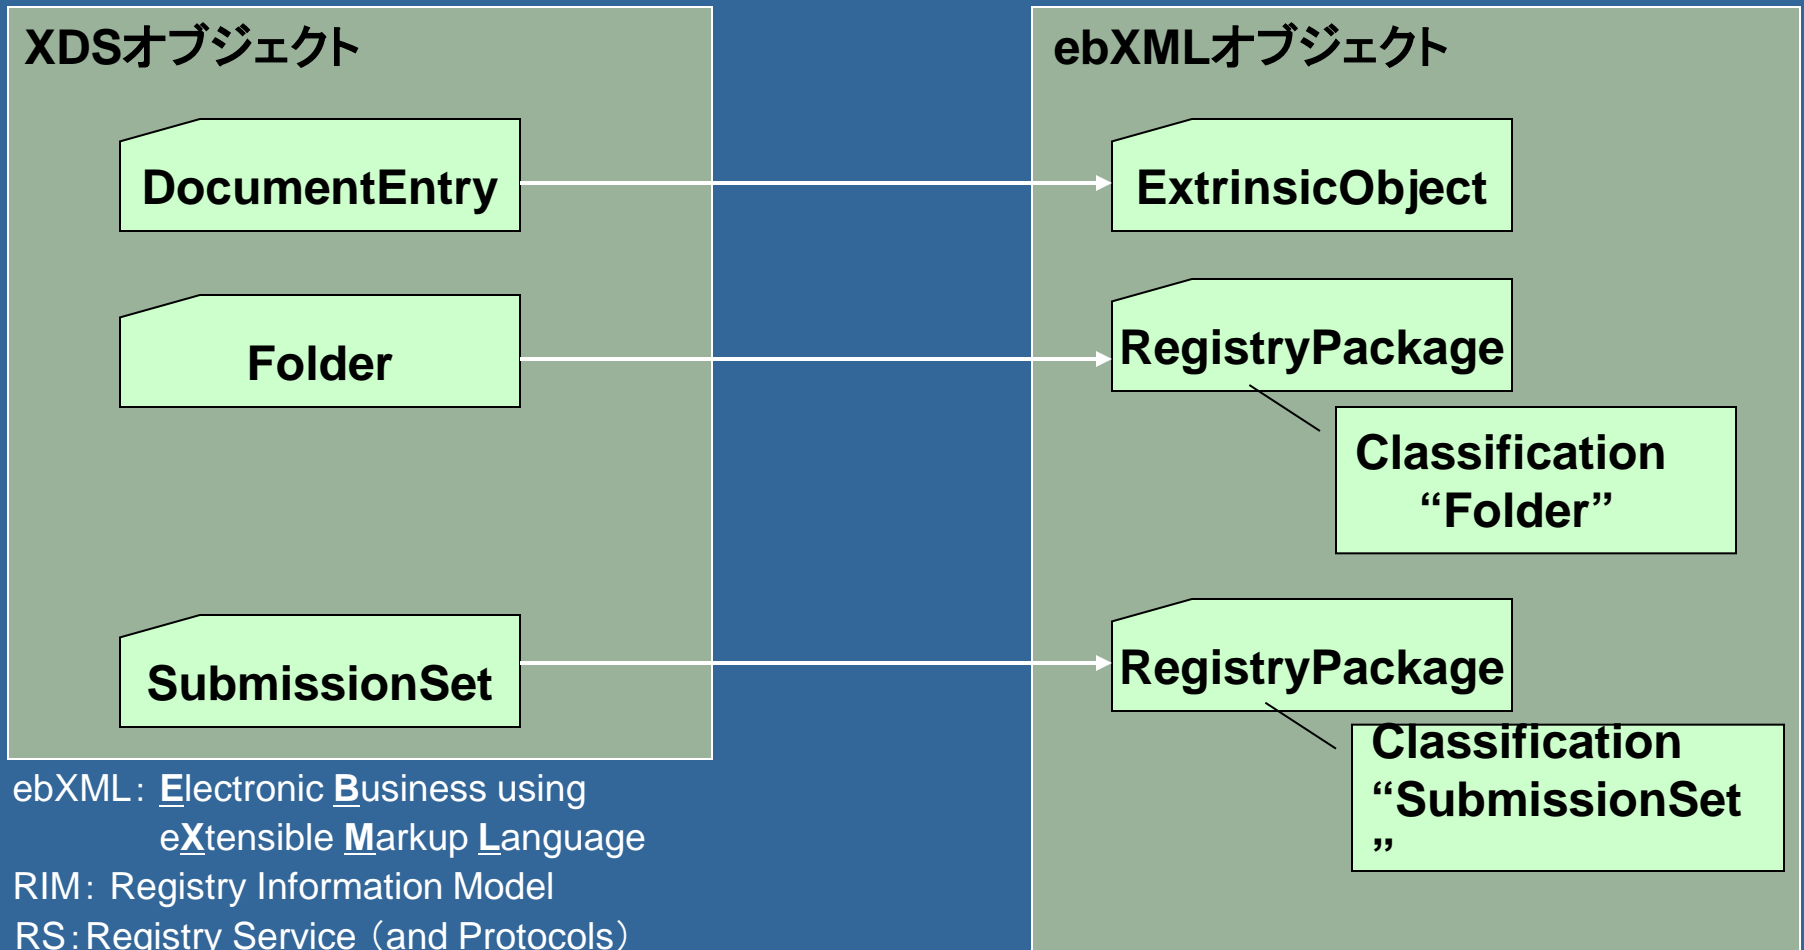 XDSオブジェクト
DocumentEntry
Folder
SubmissionSet
ebXMLオブジェクト
ExtrinsicObject
RegistryPackage
Classification
“Folder”
RegistryPackage
Classification
“SubmissionSet
”
ebXML： Electronic Business using
eXtensible Markup Language
RIM： Registry Information Model
RS：Registry Service （and Protocols）